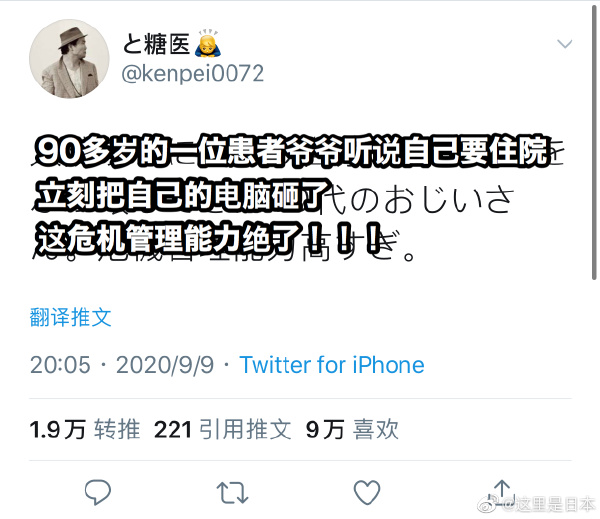 と糖医🙇
@kenpei0072
90多岁的一位患者爷爷听说自己要住院
を
立刻把自己的电脑砸了
代のおじいさ
这危机管理能力绝了！！！
高すぎ。
翻译推文
20:05 · 2020/9/9 · Twitter for iPhone
1.9万 转推 221 引用推文 9万 喜欢
@这里是日本